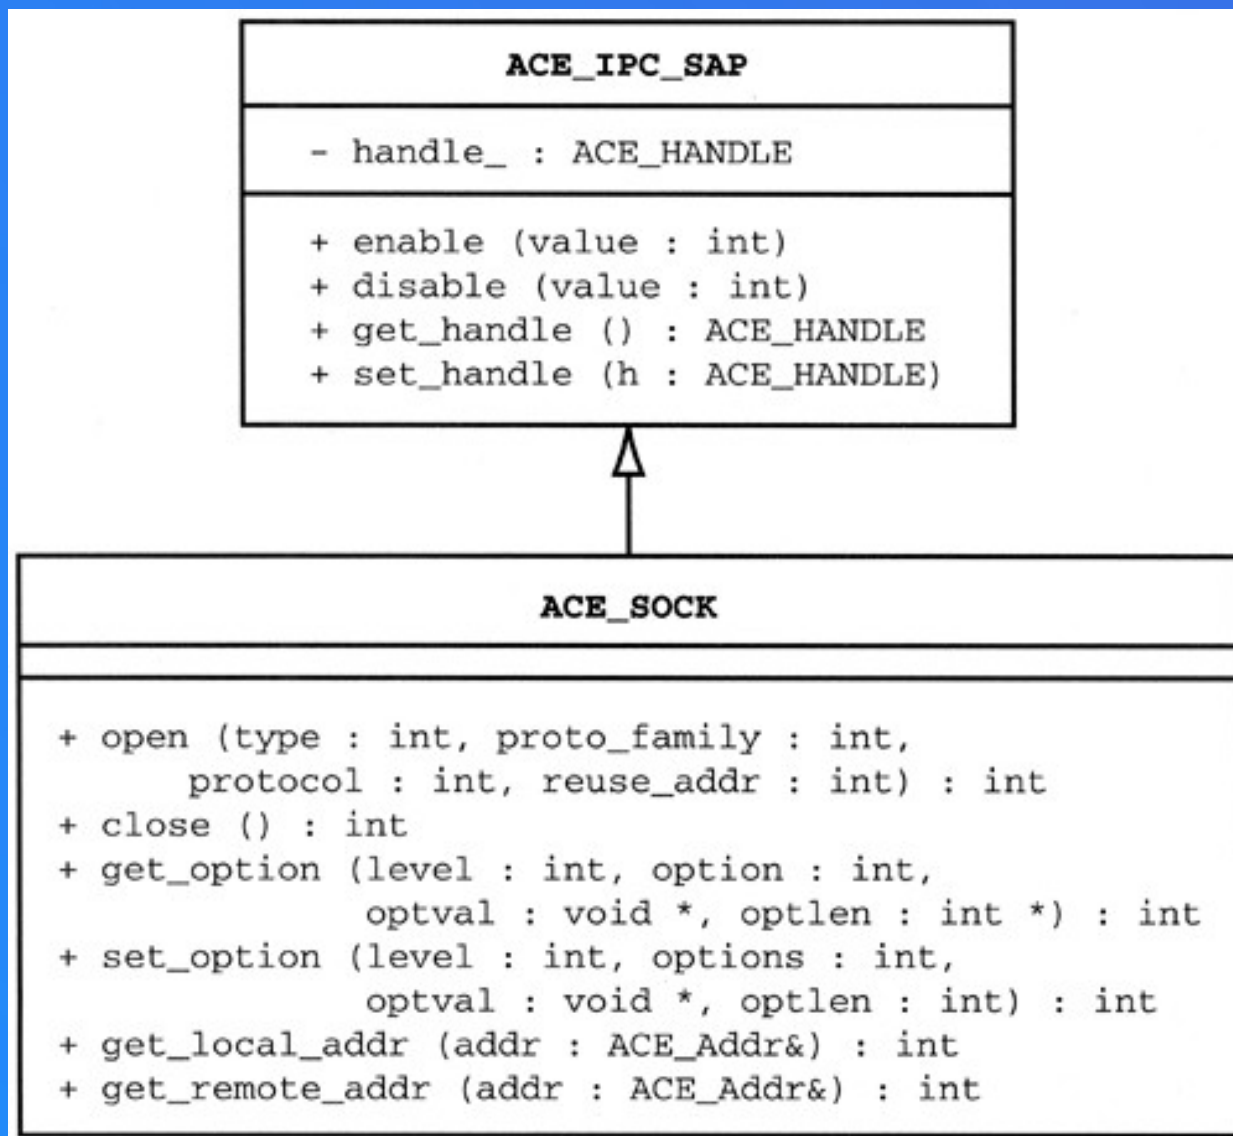 ACE_IPC_SAP
- handle_ : ACE_HANDLE
+ enable (value : int)
+ disable (value : int)
+ get_handle () : ACE_HANDLE
+ set_handle (h : ACE_HANDLE)
ACE_SOCK
+ open (type : int, proto_family : int,
protocol : int, reuse_addr : int) : int
+ close () : int
+ get_option (level : int, option : int,
optval : void *, optlen : int *) : int
+ set_option (level : int, options : int,
optval : void *, optlen : int) : int
+ get_local_addr (addr : ACE_Addr&) : int
+ get_remote_addr (addr : ACE_Addr&) : int